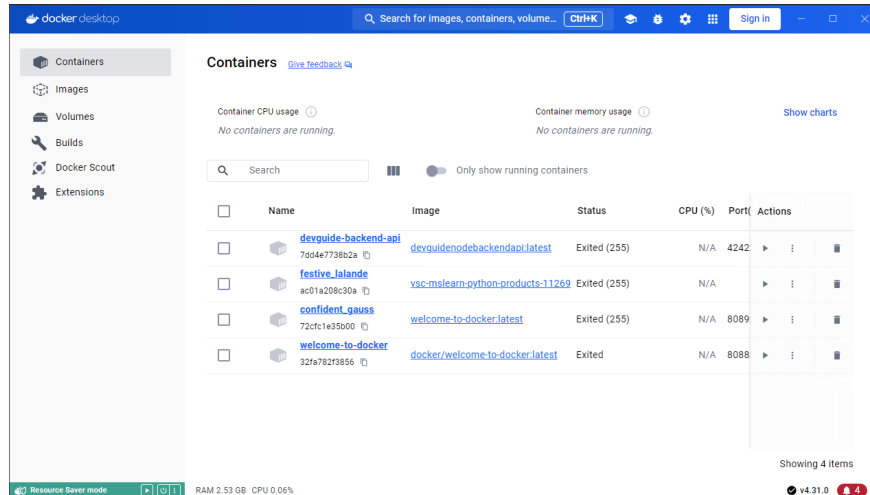 docker desktop
Search for images, containers, volume... Ctrl+K
Sign in
Containers
Images
Volumes
Builds
Docker Scout
Extensions
Containers Give feedback
Container CPU usage
No containers are running.
Container memory usage
No containers are running.
Show charts
Search
Only show running containers
Name Image Status CPU (%) Port( Actions
devguide-backend-api
7dd4e7738b2a
devguidenodebackendapi:latest Exited (255) N/A 4242
festive_lalande
ac01a208c30a
vsc-mslearn-python-products-11269 Exited (255) N/A
confident_gauss
72cfc1e35b00
welcome-to-docker:latest Exited (255) N/A 8089
welcome-to-docker
32fa782f3856
docker/welcome-to-docker:latest Exited N/A 8088
Showing 4 items
Resource Saver mode
RAM 2.53 GB CPU 0.06%
v4.31.0
4